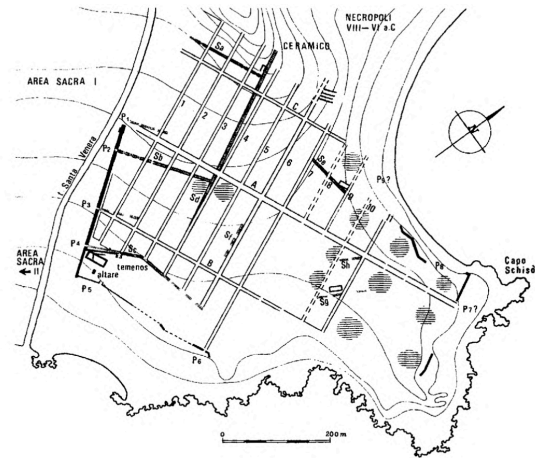 NECROPOLI
VIII–VI a.C
CERAMICO
AREA SACRA I
t Santa Venera
Sa
C
1
2
3
4
5
6
7
8
9
10
P1
P2
Sb
P3
P4
Sc
temenos
altare
P5
P6
A
B
Sd
Se
Sf
Sg
Sh
P9?
P8
P7?
Capo
Schisò
AREA
SACRA
II
N
0
200 m